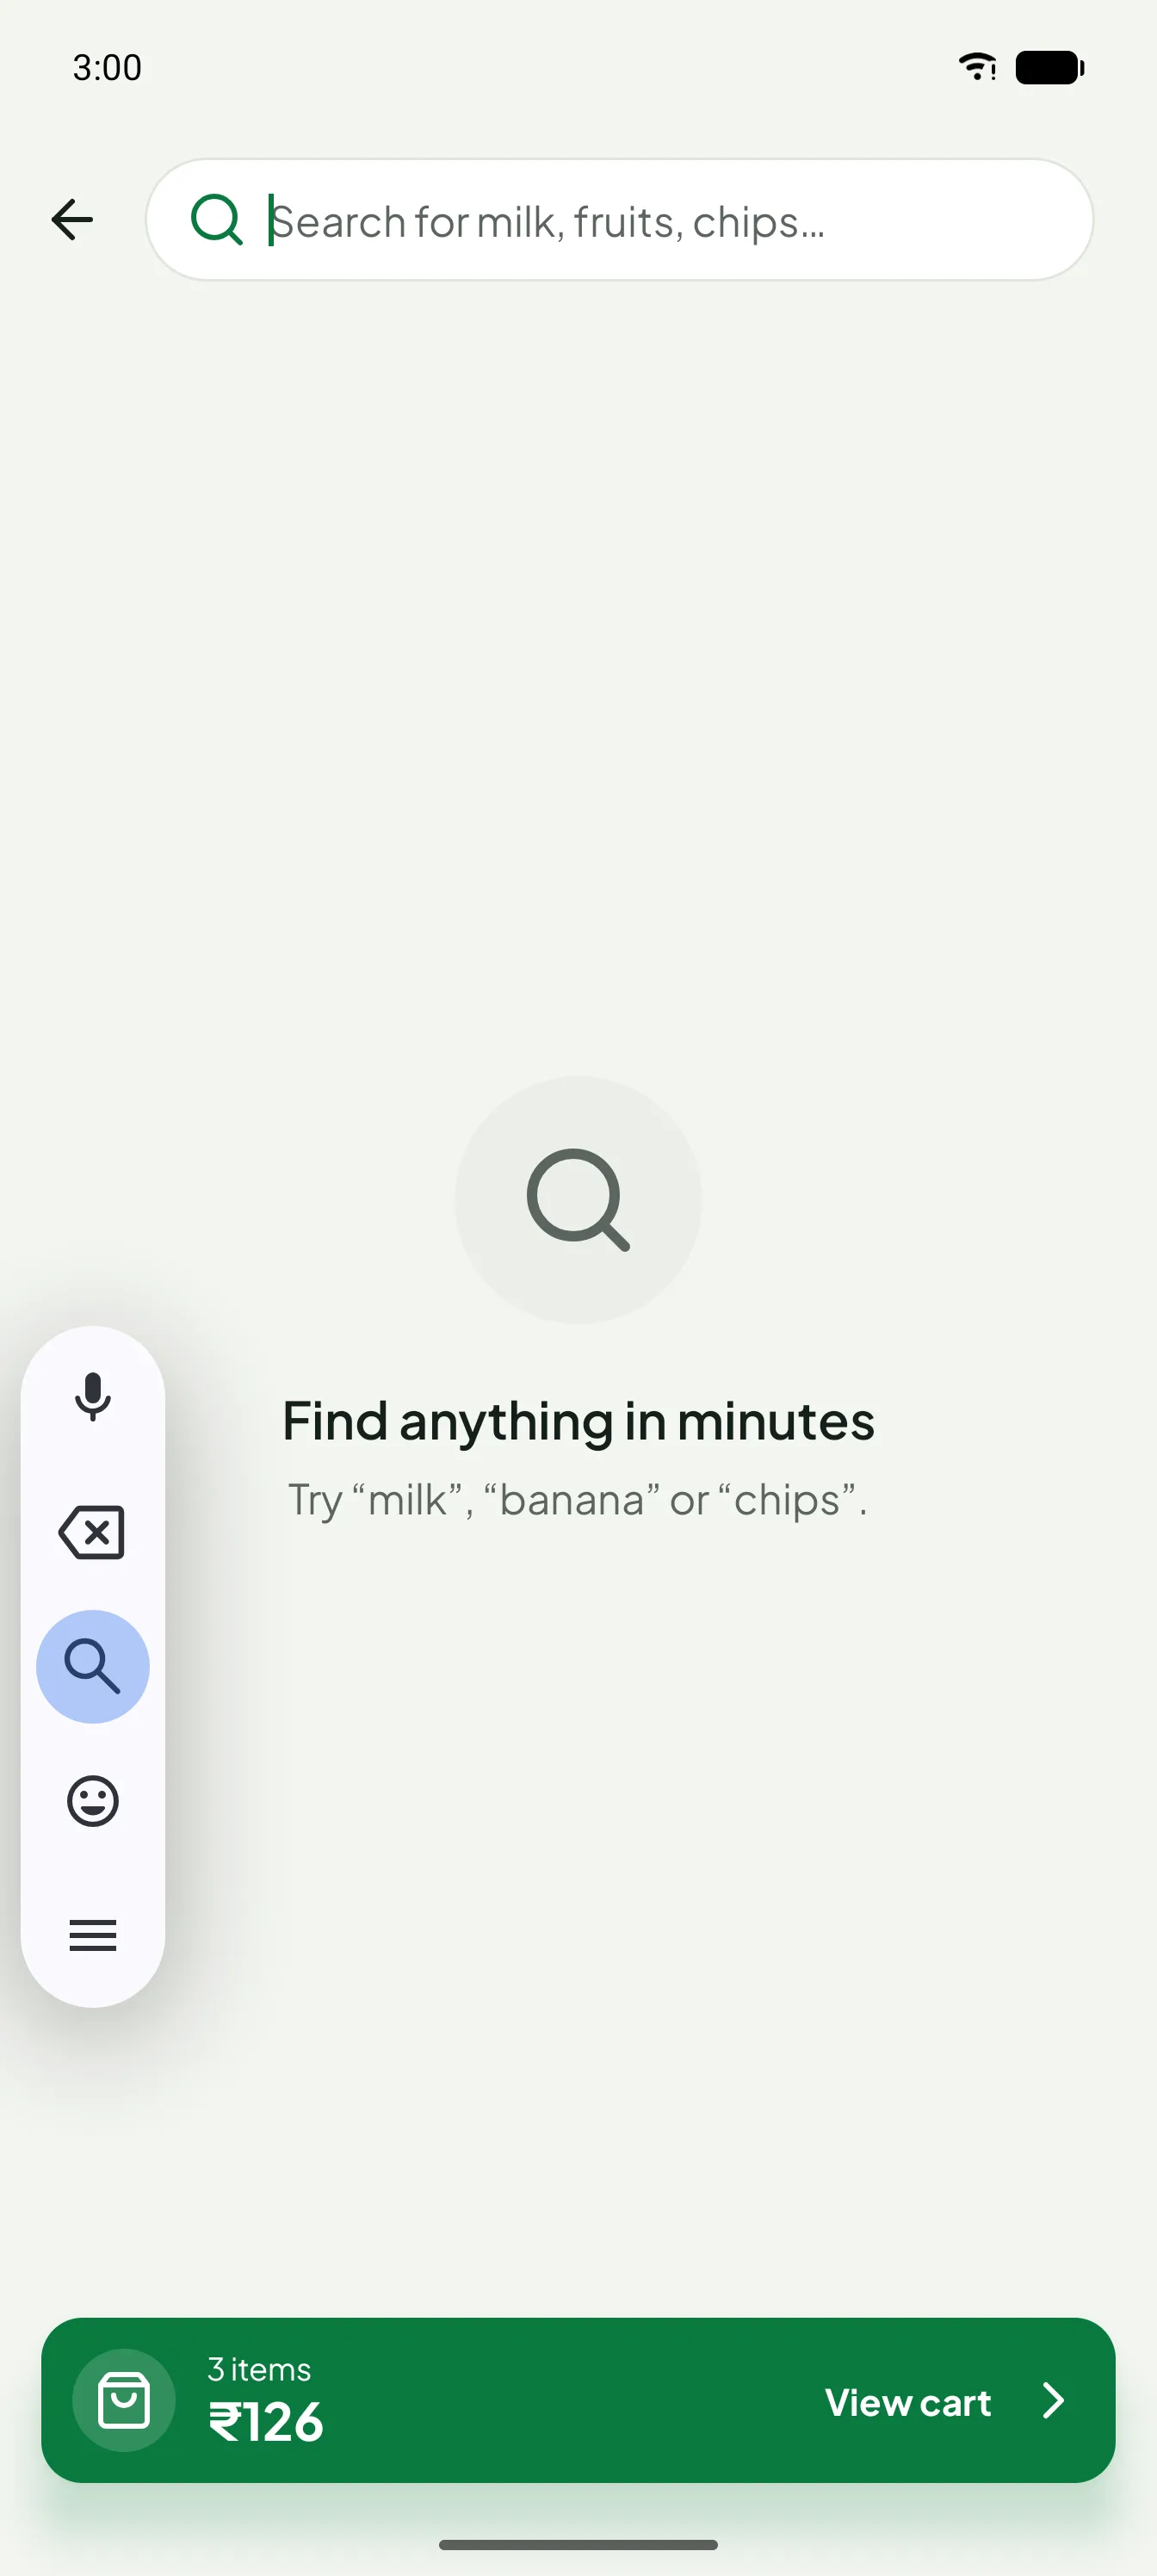 3:00
Search for milk, fruits, chips...
Find anything in minutes
Try “milk”, “banana” or “chips”.
3 items
₹126
View cart